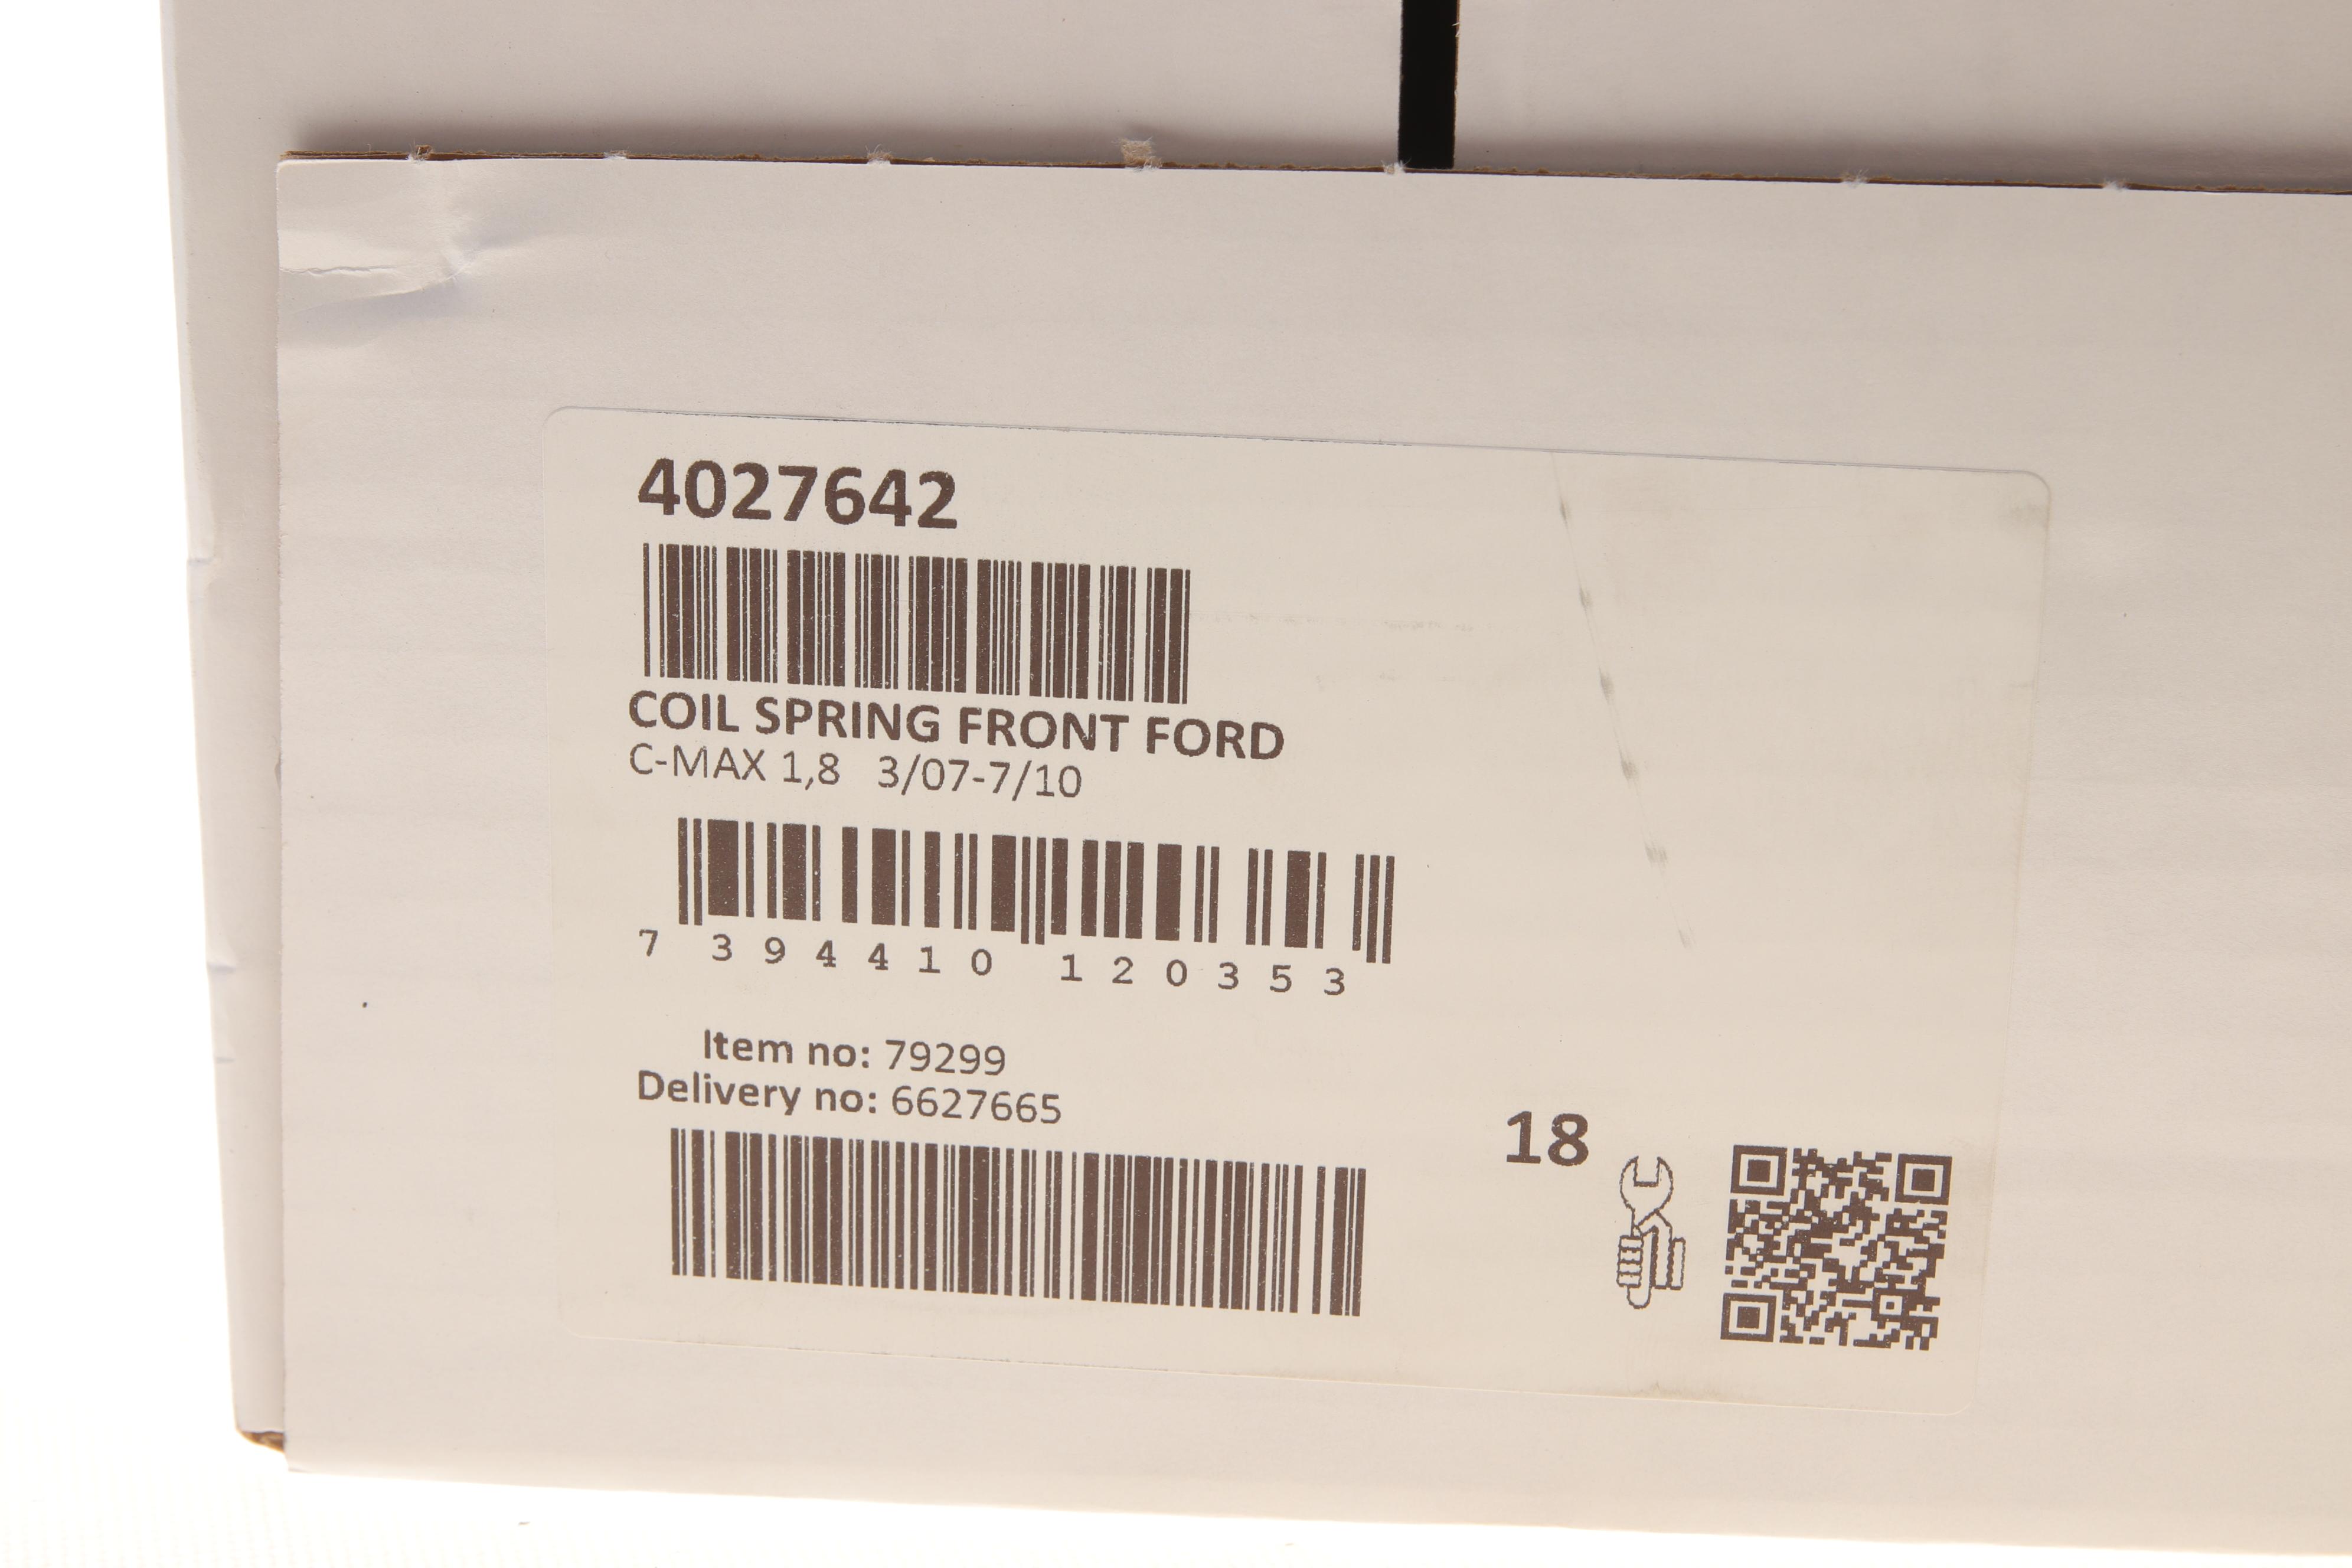 4027642
COIL SPRING FRONT FORD
C-MAX 1,8 3/07-7/10
7 394410 120353
Item no: 79299
Delivery no: 6627665
18